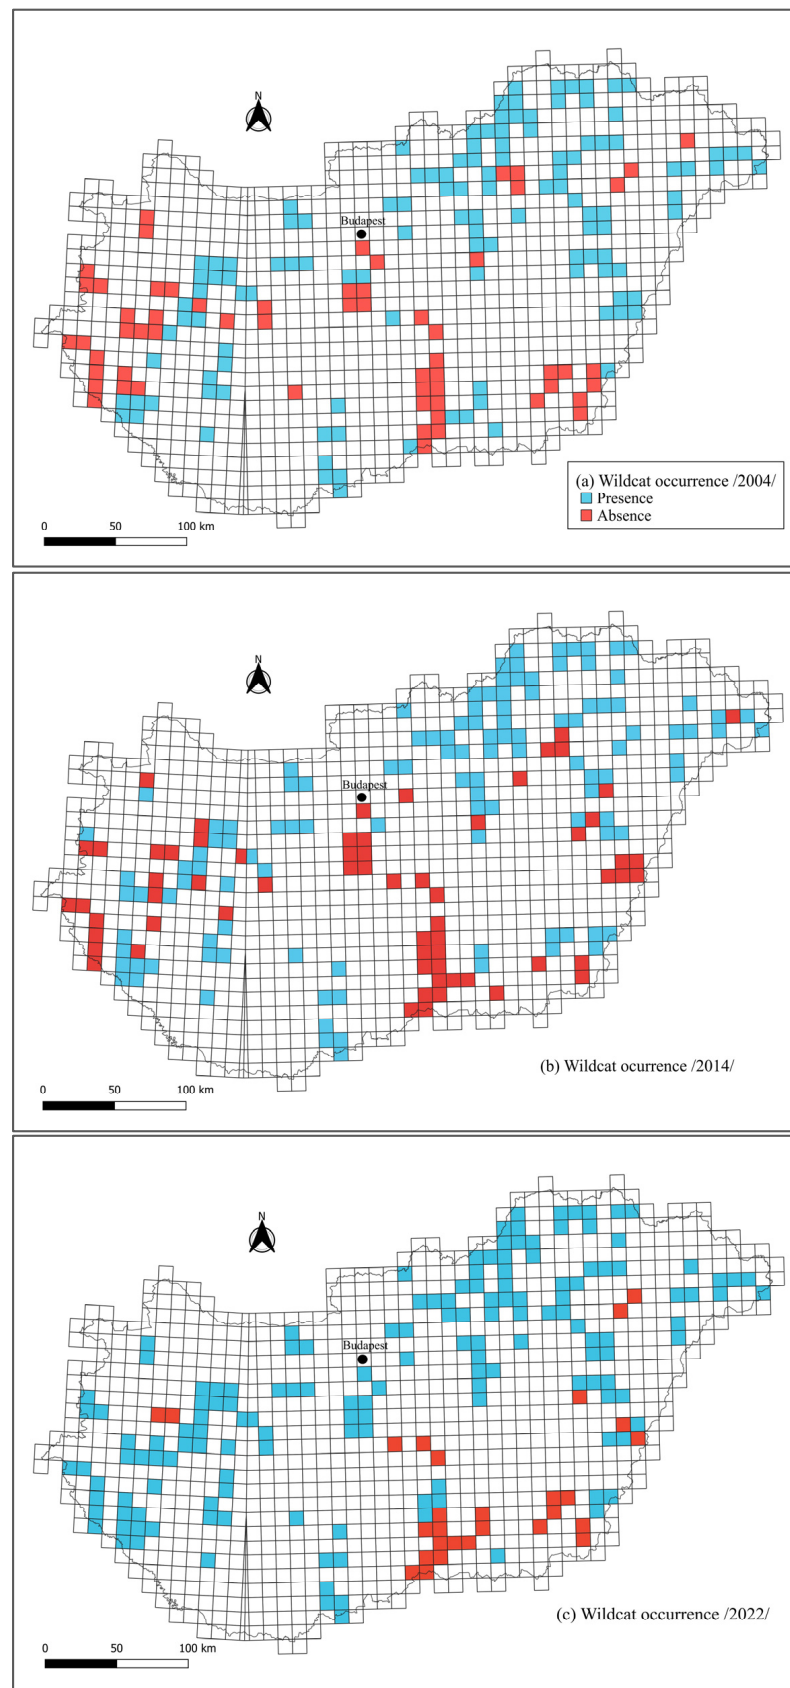 N
Budapest
(a) Wildcat occurrence /2004/
Presence
Absence
0 50 100 km
N
Budapest
(b) Wildcat ocurrence /2014/
0 50 100 km
N
Budapest
(c) Wildcat occurrence /2022/
0 50 100 km